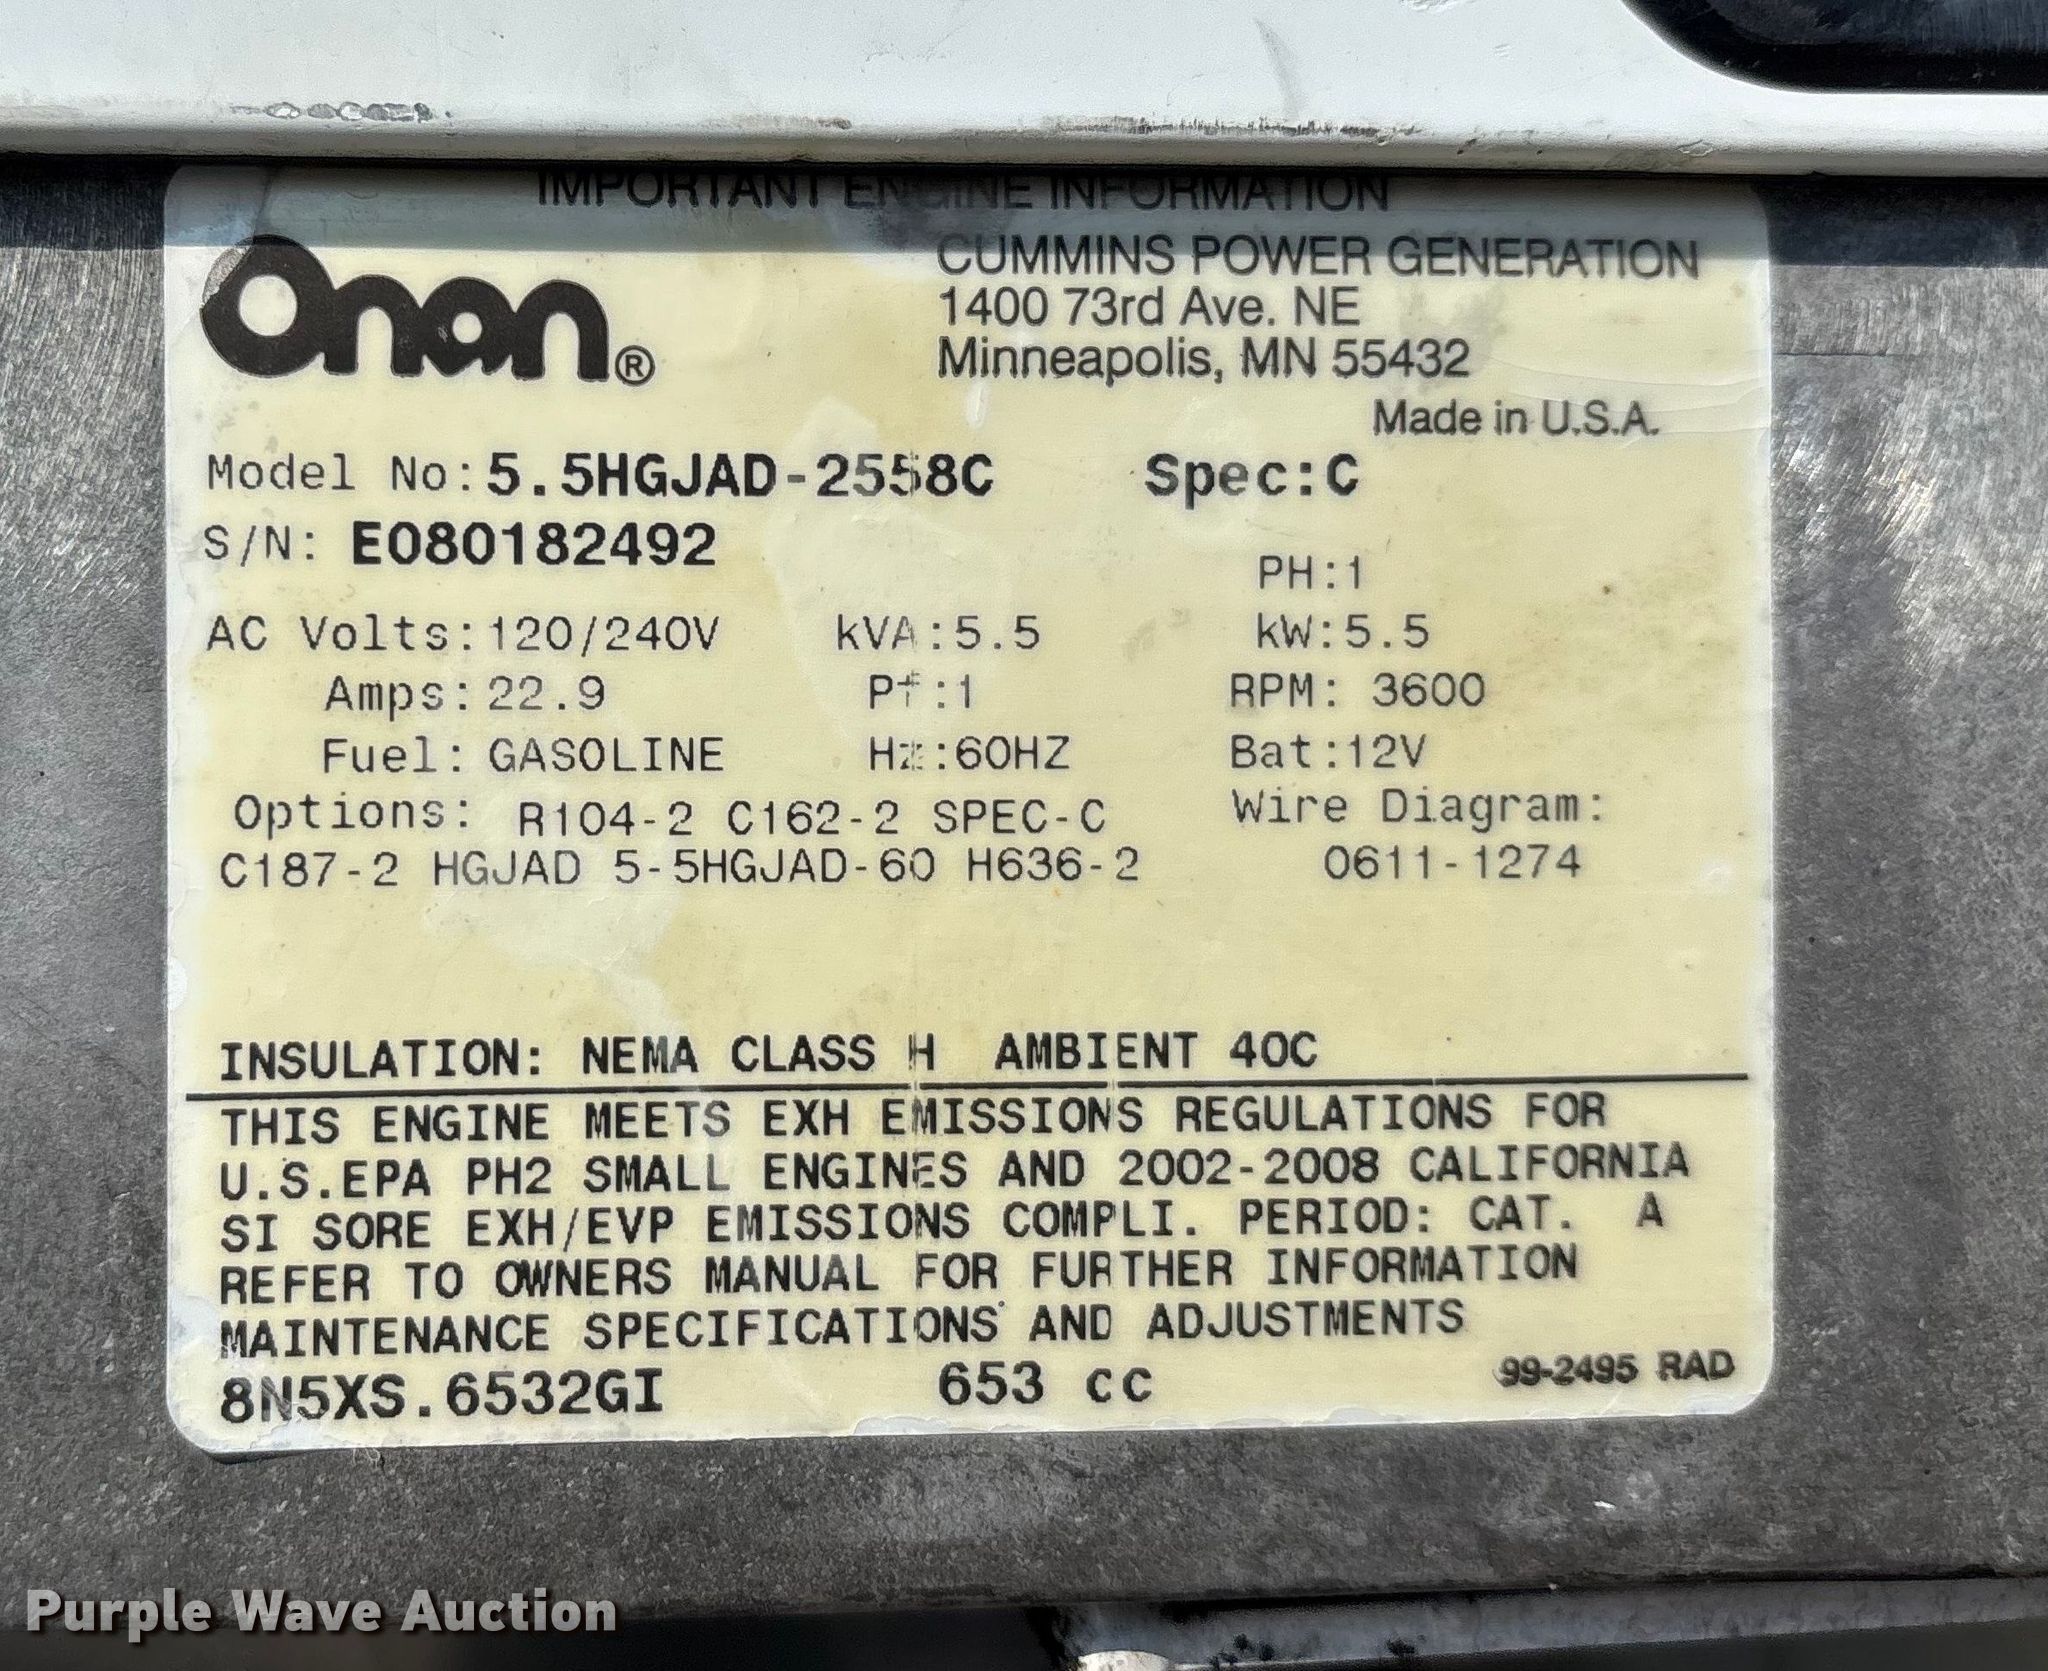 IMPORTANT ENGINE INFORMATION
Onan®
CUMMINS POWER GENERATION
1400 73rd Ave. NE
Minneapolis, MN 55432
Made in U.S.A.
Model No: 5.5HGJAD-2558C Spec:C
S/N: E080182492
PH:1
AC Volts:120/240V kVA:5.5 kW:5.5
Amps:22.9 Pf:1 RPM: 3600
Fuel: GASOLINE Hz:60HZ Bat:12V
Options: R104-2 C162-2 SPEC-C Wire Diagram:
C187-2 HGJAD 5-5HGJAD-60 H636-2 0611-1274
INSULATION: NEMA CLASS H AMBIENT 40C
THIS ENGINE MEETS EXH EMISSIONS REGULATIONS FOR
U.S.EPA PH2 SMALL ENGINES AND 2002-2008 CALIFORNIA
SI SORE EXH/EVP EMISSIONS COMPLI. PERIOD: CAT. A
REFER TO OWNERS MANUAL FOR FURTHER INFORMATION
MAINTENANCE SPECIFICATIONS AND ADJUSTMENTS
8N5XS.6532GI 653 cc 99-2495 RAD
Purple Wave Auction